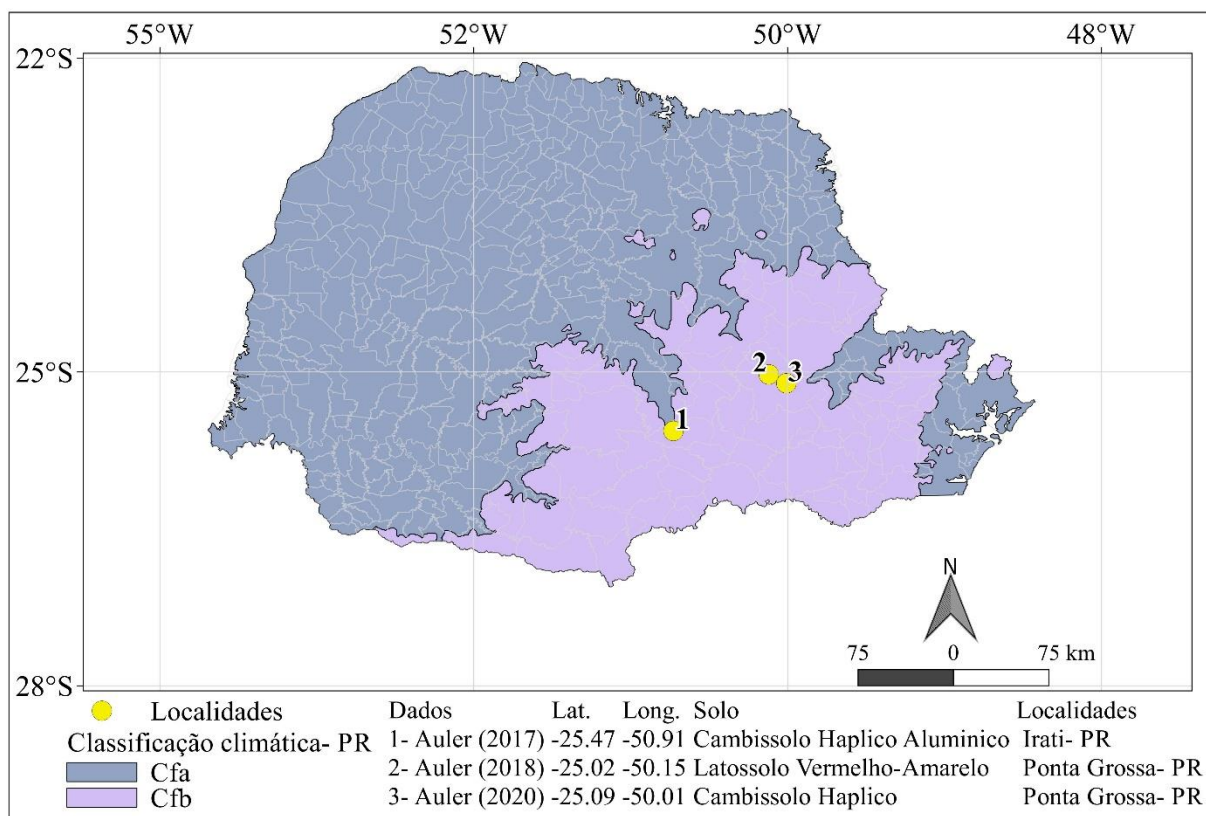 55°W 52°W 50°W 48°W
22°S
25°S
28°S
2 3
1
N
75 0 75 km
Localidades
Classificação climática- PR
Cfa
Cfb
Dados Lat. Long. Solo Localidades
1- Auler (2017) -25.47 -50.91 Cambissolo Haplico Aluminico Irati- PR
2- Auler (2018) -25.02 -50.15 Latossolo Vermelho-Amarelo Ponta Grossa- PR
3- Auler (2020) -25.09 -50.01 Cambissolo Haplico Ponta Grossa- PR